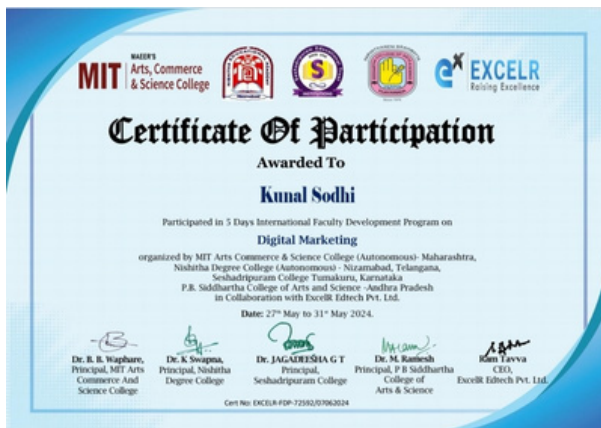 MAEER'S
MIT Arts, Commerce
& Science College
S
EXCELR
Raising Excellence
Certificate Of Participation
Awarded To
Kunal Sodhi
Participated in 5 Days International Faculty Development Program on
Digital Marketing
organized by MIT Arts Commerce & Science College (Autonomous)- Maharashtra,
Nishitha Degree College (Autonomous) - Nizamabad, Telangana,
Seshadripuram College Tumakuru, Karnataka
P.B. Siddhartha College of Arts and Science -Andhra Pradesh
in Collaboration with ExcelR Edtech Pvt. Ltd.
Date: 27th May to 31st May 2024.
Dr. B. B. Waphare,
Principal, MIT Arts
Commerce And
Science College
Dr. K Swapna,
Principal, Nishitha
Degree College
Dr. JAGADEESHA G T
Principal,
Seshadripuram College
Dr. M. Ramesh
Principal, P B Siddhartha
College of
Arts & Science
Ram Tavva
CEO,
ExcelR Edtech Pvt. Ltd.
Cert No: EXCELR-FDP-72592/07062024